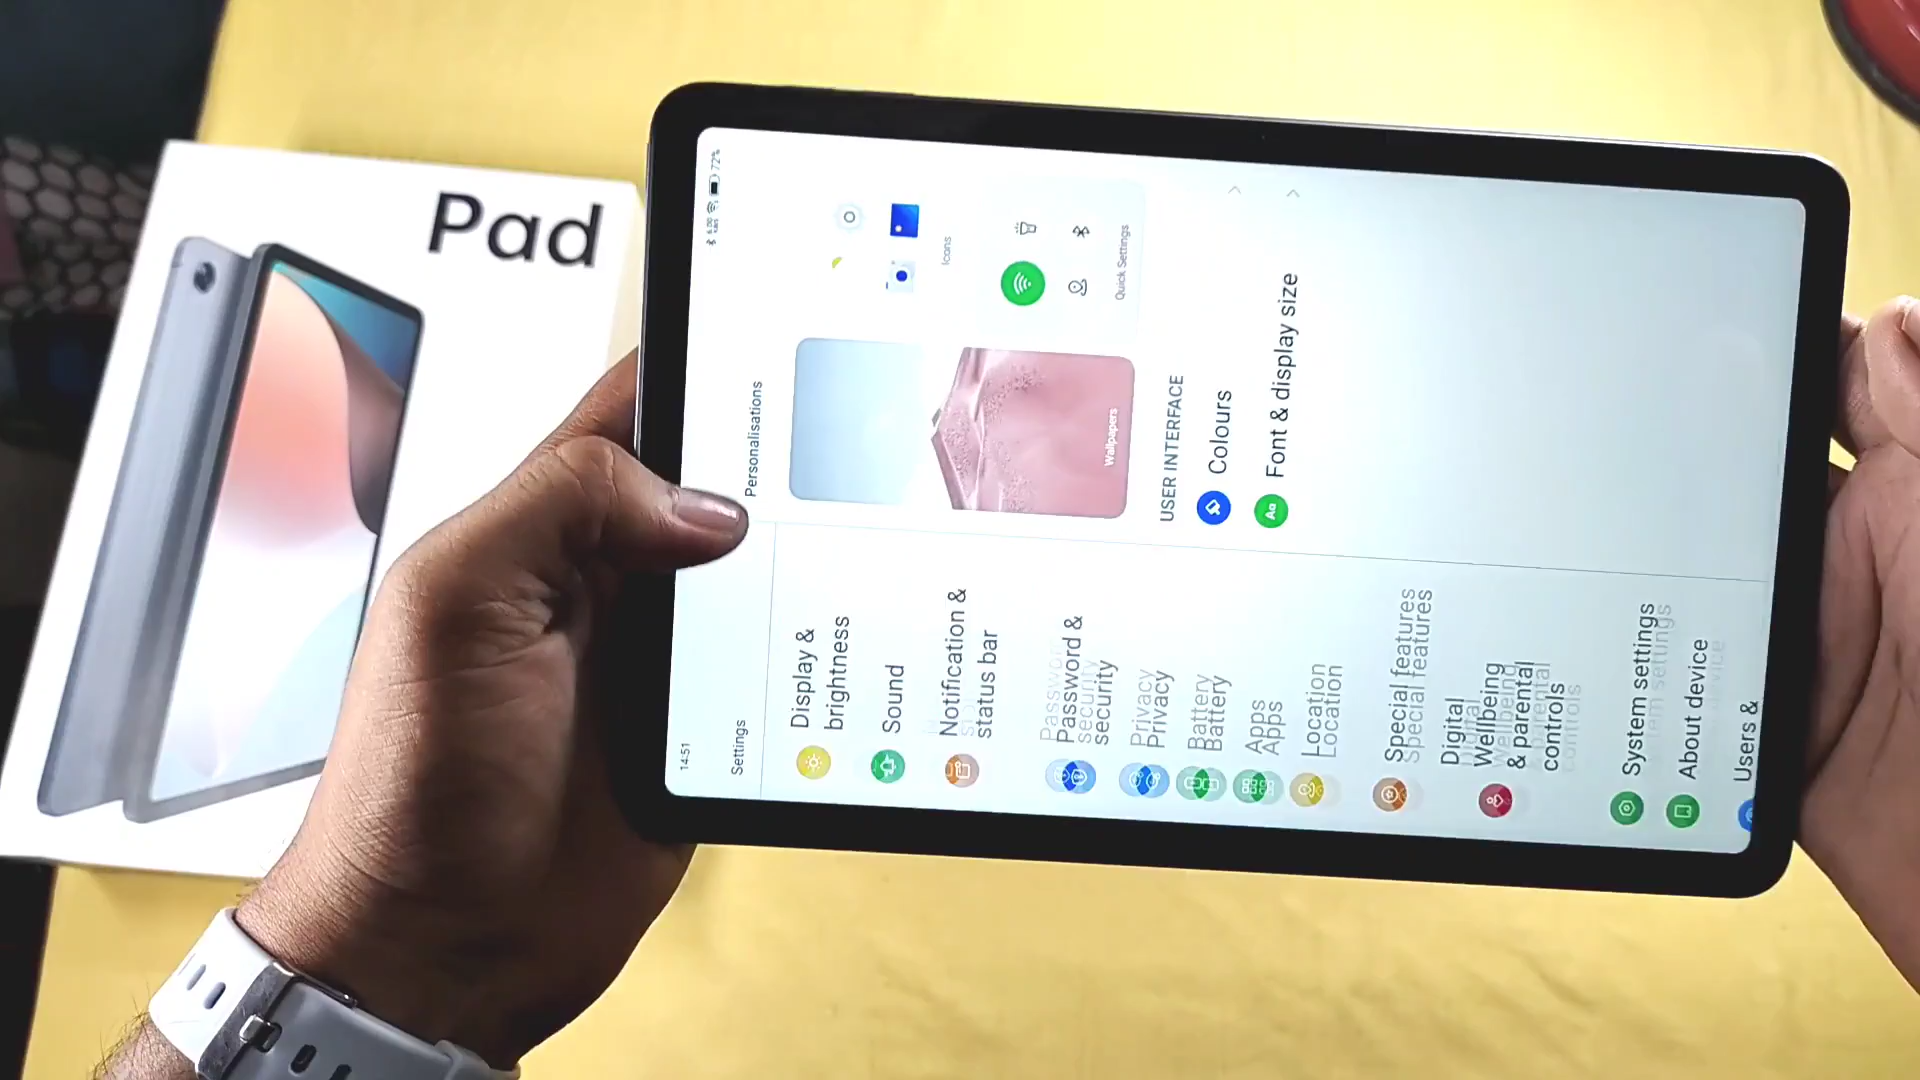 Pad
14:51
72%
Settings
Display &
brightness
Sound
Notification &
status bar
Password &
security
Privacy
Battery
Apps
Location
Special features
Digital
Wellbeing
& parental
controls
System settings
About device
Users &
Personalisations
Wallpapers
Icons
Quick Settings
USER INTERFACE
Colours
Aa
Font & display size